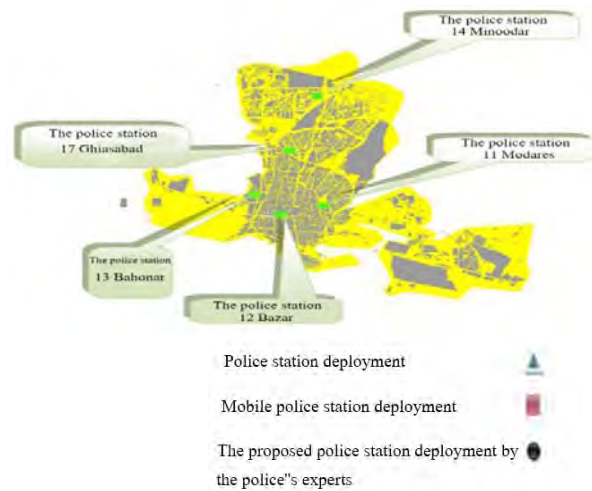 The police station
14 Minoodar
The police station
17 Ghiasabad
The police station
11 Modares
The police station
13 Bahonar
The police station
12 Bazar
Police station deployment
Mobile police station deployment
The proposed police station deployment by
the police"s experts